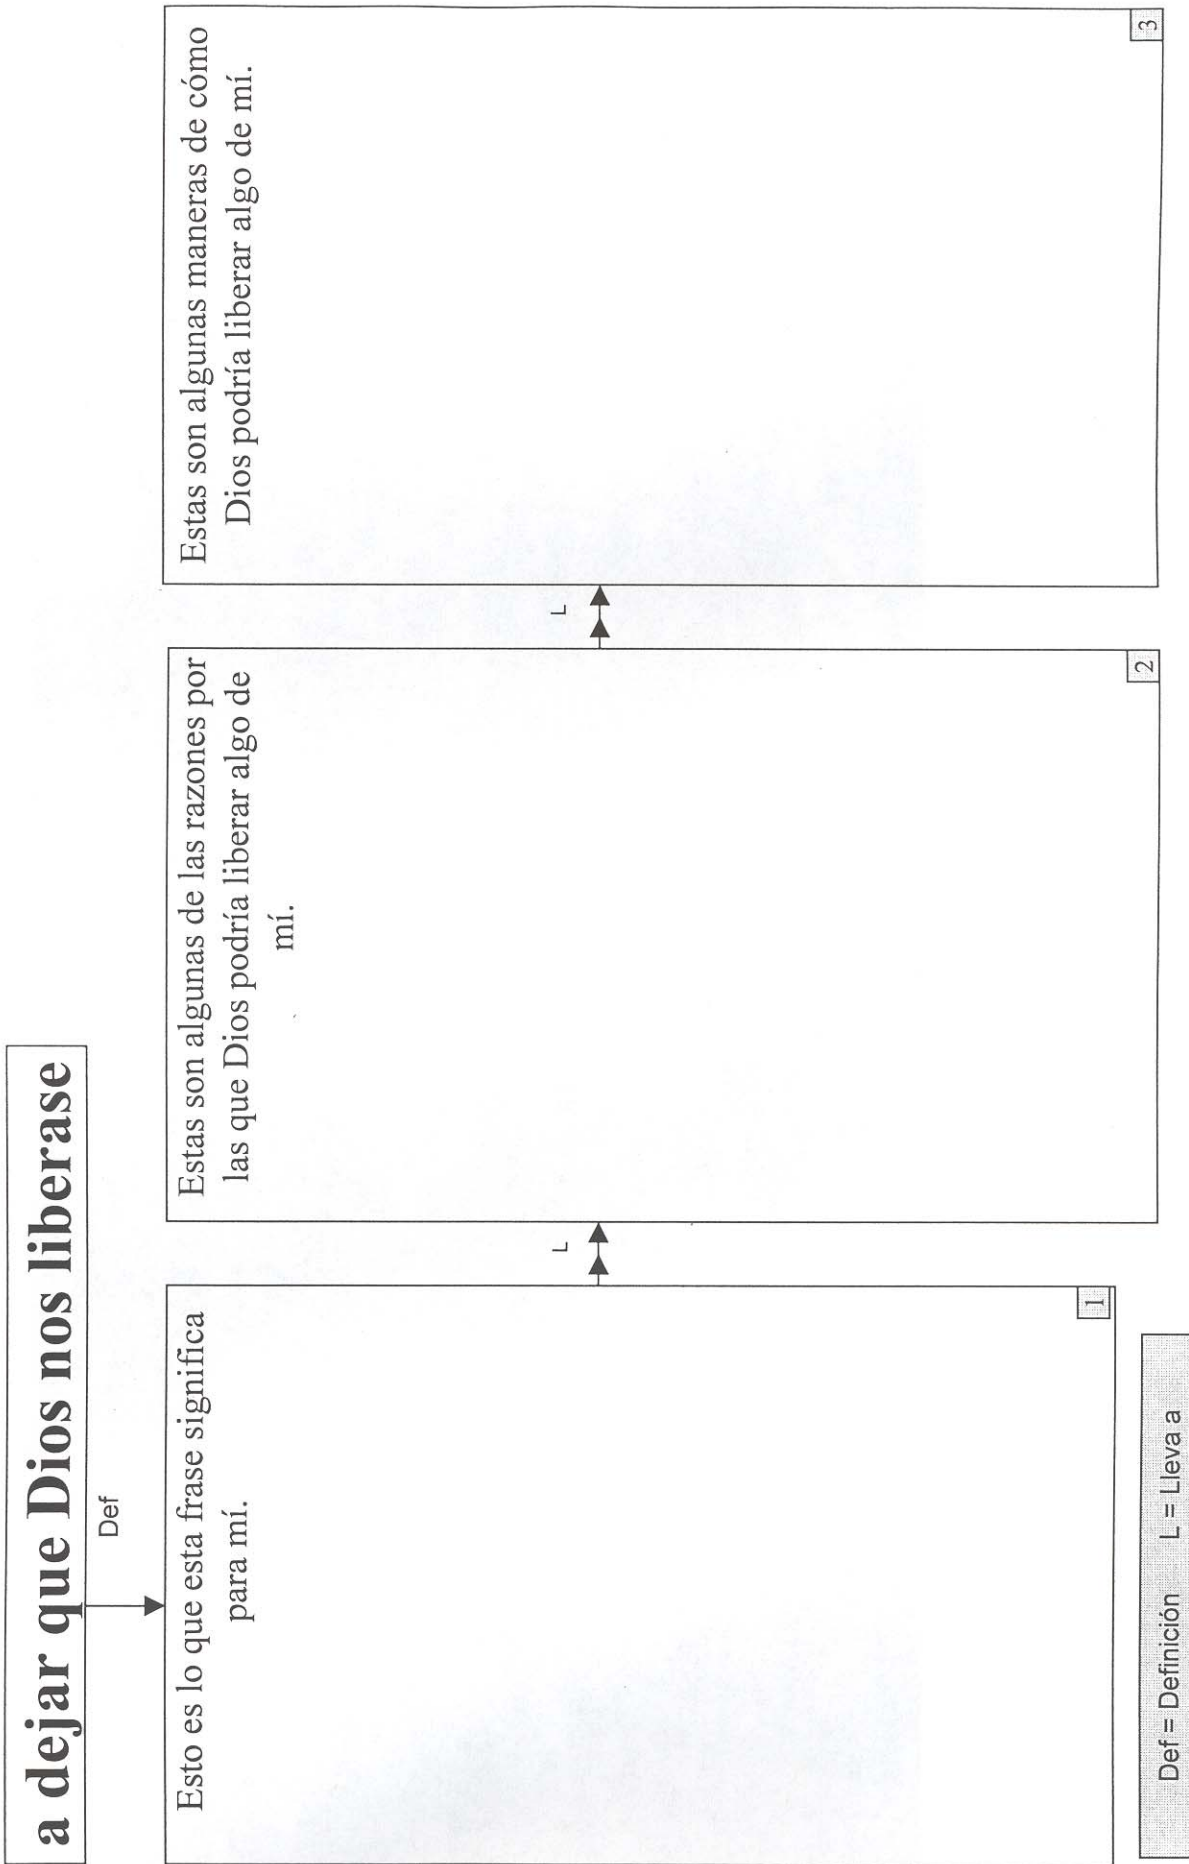 a dejar que Dios nos liberase
Def
Esto es lo que esta frase significa
para mí.
1
L
Estas son algunas de las razones por
las que Dios podría liberar algo de
mí.
2
L
Estas son algunas maneras de cómo
Dios podría liberar algo de mí.
3
Def = Definición L = Lleva a